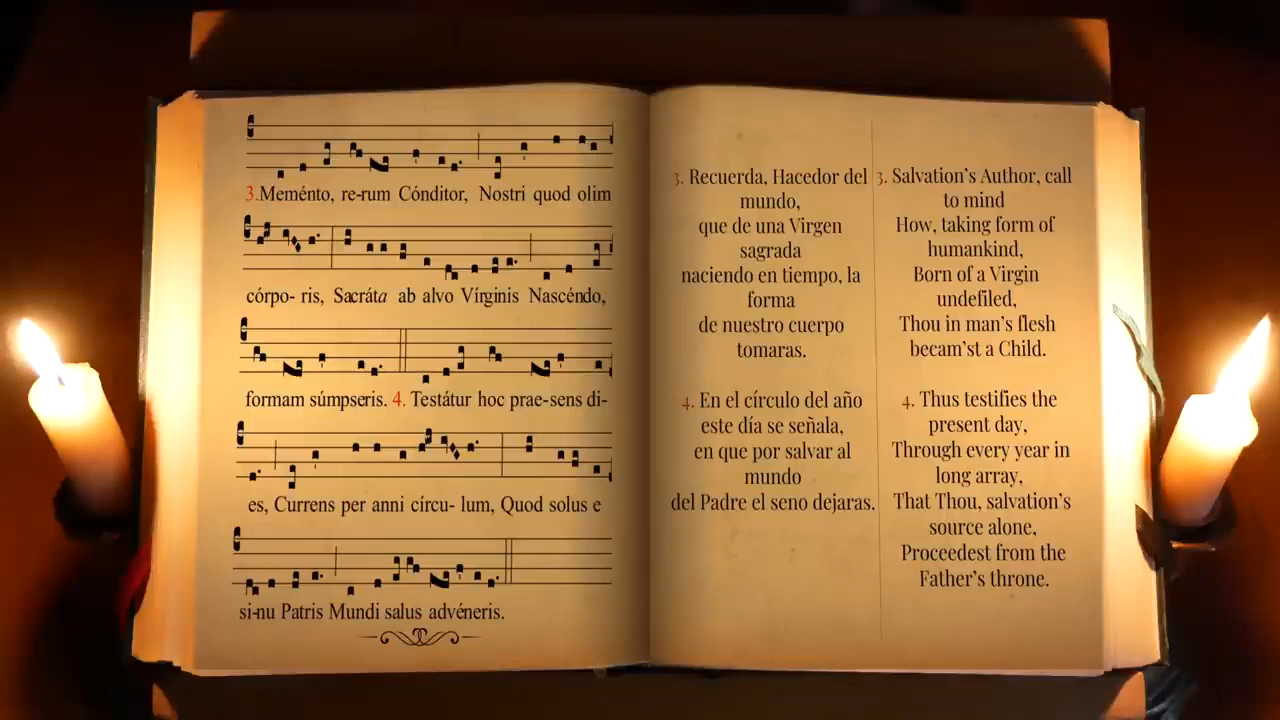 3.Meménto, re-rum Cónditor, Nostri quod olim
córpo- ris, Sacráta ab alvo Vírginis Nascéndo,
formam súmpseris. 4. Testátur hoc prae-sens di-
es, Currens per anni círcu- lum, Quod solus e
si-nu Patris Mundi salus advéneris.
3. Recuerda, Hacedor del
mundo,
que de una Virgen
sagrada
naciendo en tiempo, la
forma
de nuestro cuerpo
tomaras.
4. En el círculo del año
este día se señala,
en que por salvar al
mundo
del Padre el seno dejaras.
3. Salvation's Author, call
to mind
How, taking form of
humankind,
Born of a Virgin
undefiled,
Thou in man's flesh
becam'st a Child.
4. Thus testifies the
present day,
Through every year in
long array,
That Thou, salvation's
source alone,
Proceedest from the
Father's throne.